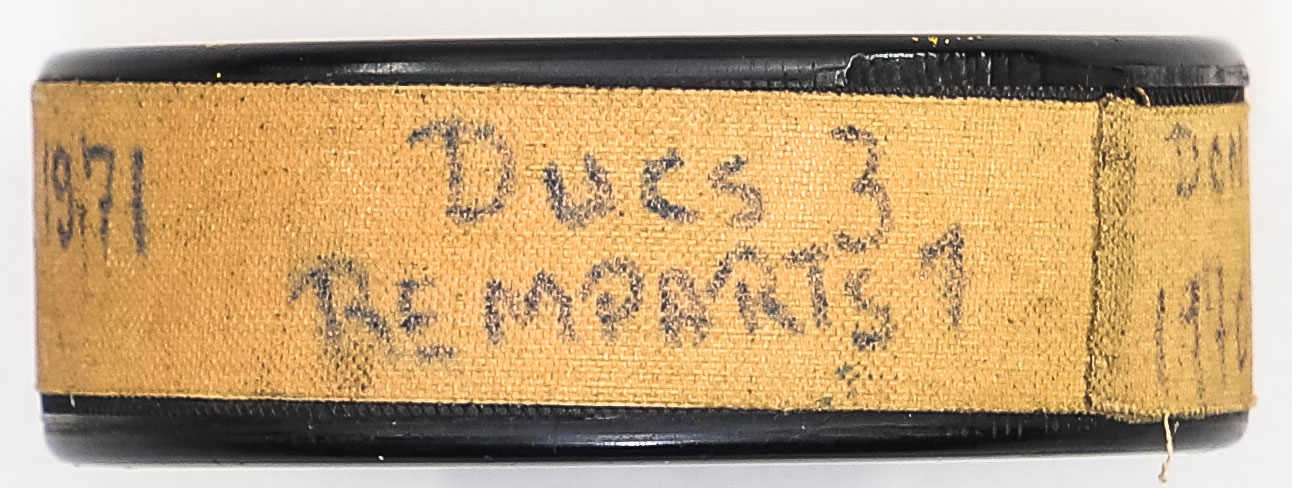 1971
Ducs 3
REMPARTS 1